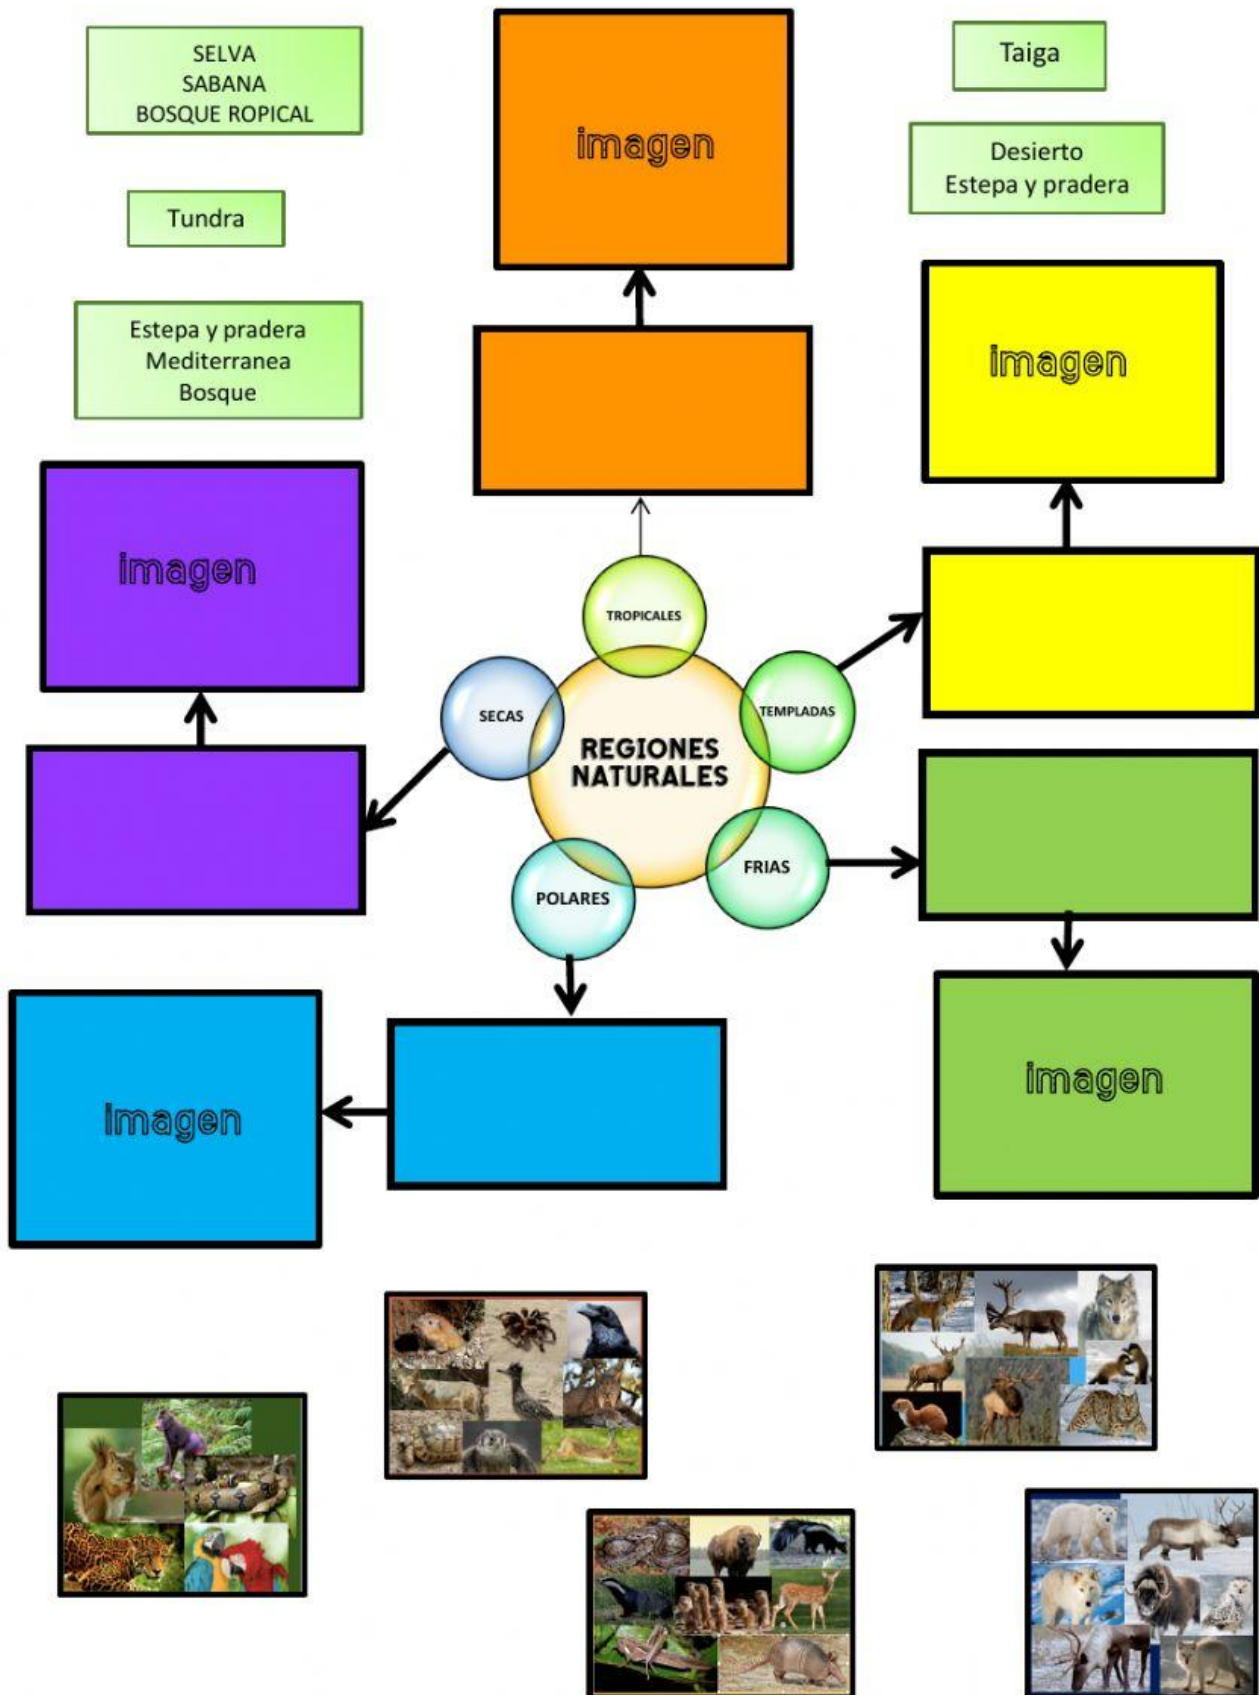 SELVA
SABANA
BOSQUE ROPICAL
Tundra
Estepa y pradera
Mediterranea
Bosque
imagen
Taiga
Desierto
Estepa y pradera
imagen
imagen
TROPICALES
SECAS
TEMPLADAS
REGIONES
NATURALES
POLARES
FRIAS
imagen
imagen